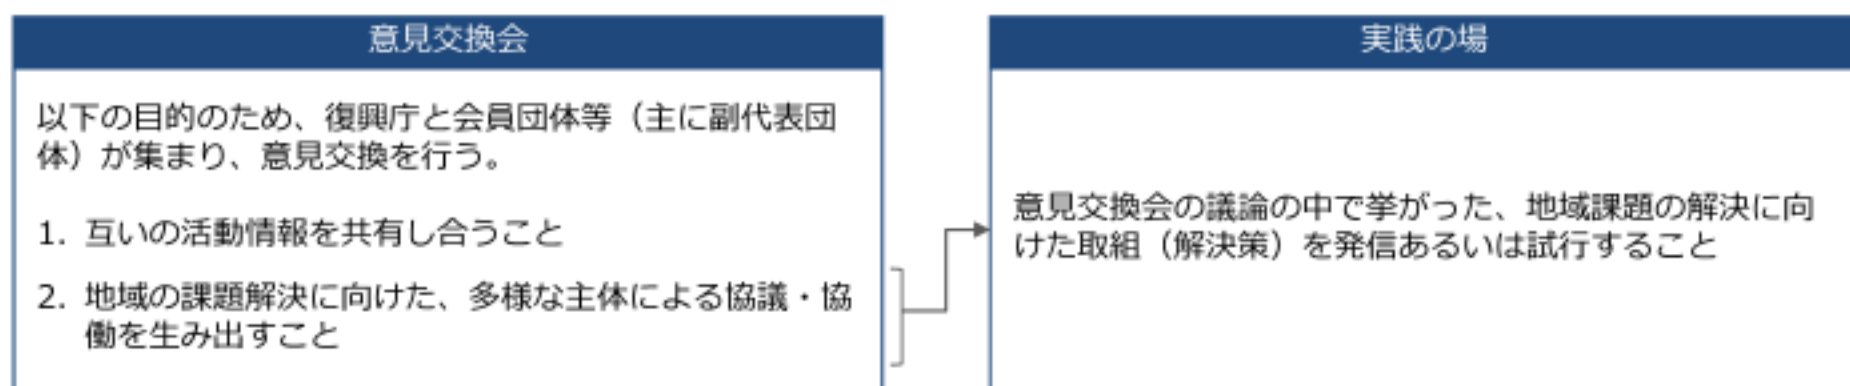 意見交換会
以下の目的のため、復興庁と会員団体等（主に副代表団
体）が集まり、意見交換を行う。
1. 互いの活動情報を共有し合うこと
2. 地域の課題解決に向けた、多様な主体による協議・協
働を生み出すこと
実践の場
意見交換会の議論の中で挙がった、地域課題の解決に向
けた取組（解決策）を発信あるいは試行すること